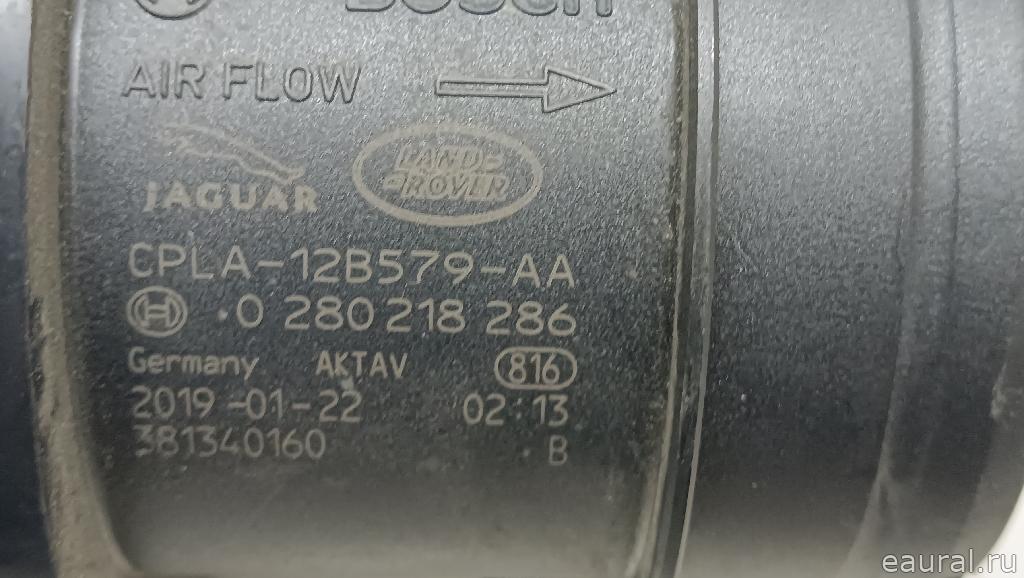 BOSCH
AIR FLOW
JAGUAR
LAND-
-ROVER
CPLA-12B579-AA
0 280 218 286
Germany AKTAV 816
2019-01-22 02:13
381340160 B
eaural.ru